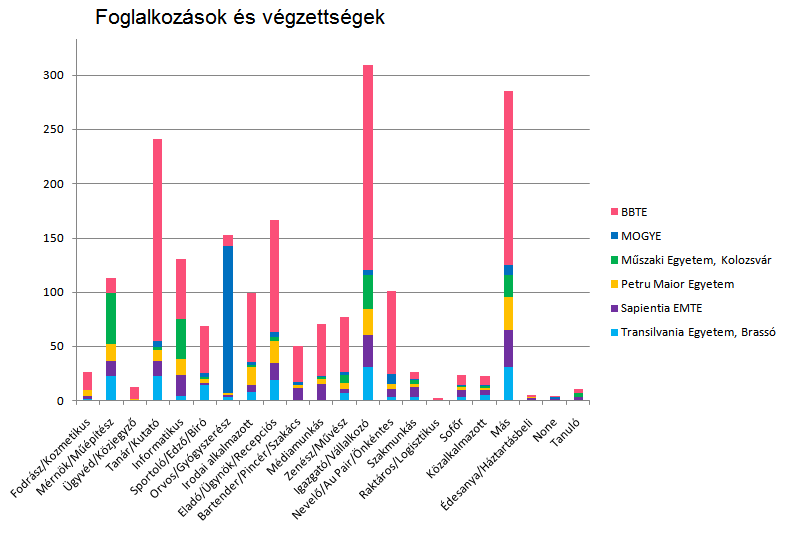 Foglalkozások és végzettségek
300
250
200
150
100
50
0
BBTE
MOGYE
Műszaki Egyetem, Kolozsvár
Petru Maior Egyetem
Sapientia EMTE
Transilvania Egyetem, Brassó
Fodrász/Kozmetikus
Mérnök/Műépítész
Ügyvéd/Közjegyző
Tanár/Kutató
Informatikus
Sportoló/Edző/Bíró
Orvos/Gyógyszerész
Irodai alkalmazott
Eladó/Ügynök/Recepciós
Bartender/Pincér/Szakács
Médiamunkás
Zenész/Művész
Igazgató/Vállalkozó
Nevelő/Au Pair/Önkéntes
Szakmunkás
Raktáros/Logisztikus
Sofőr
Közalkalmazott
Más
Édesanya/Háztartásbeli
None
Tanuló